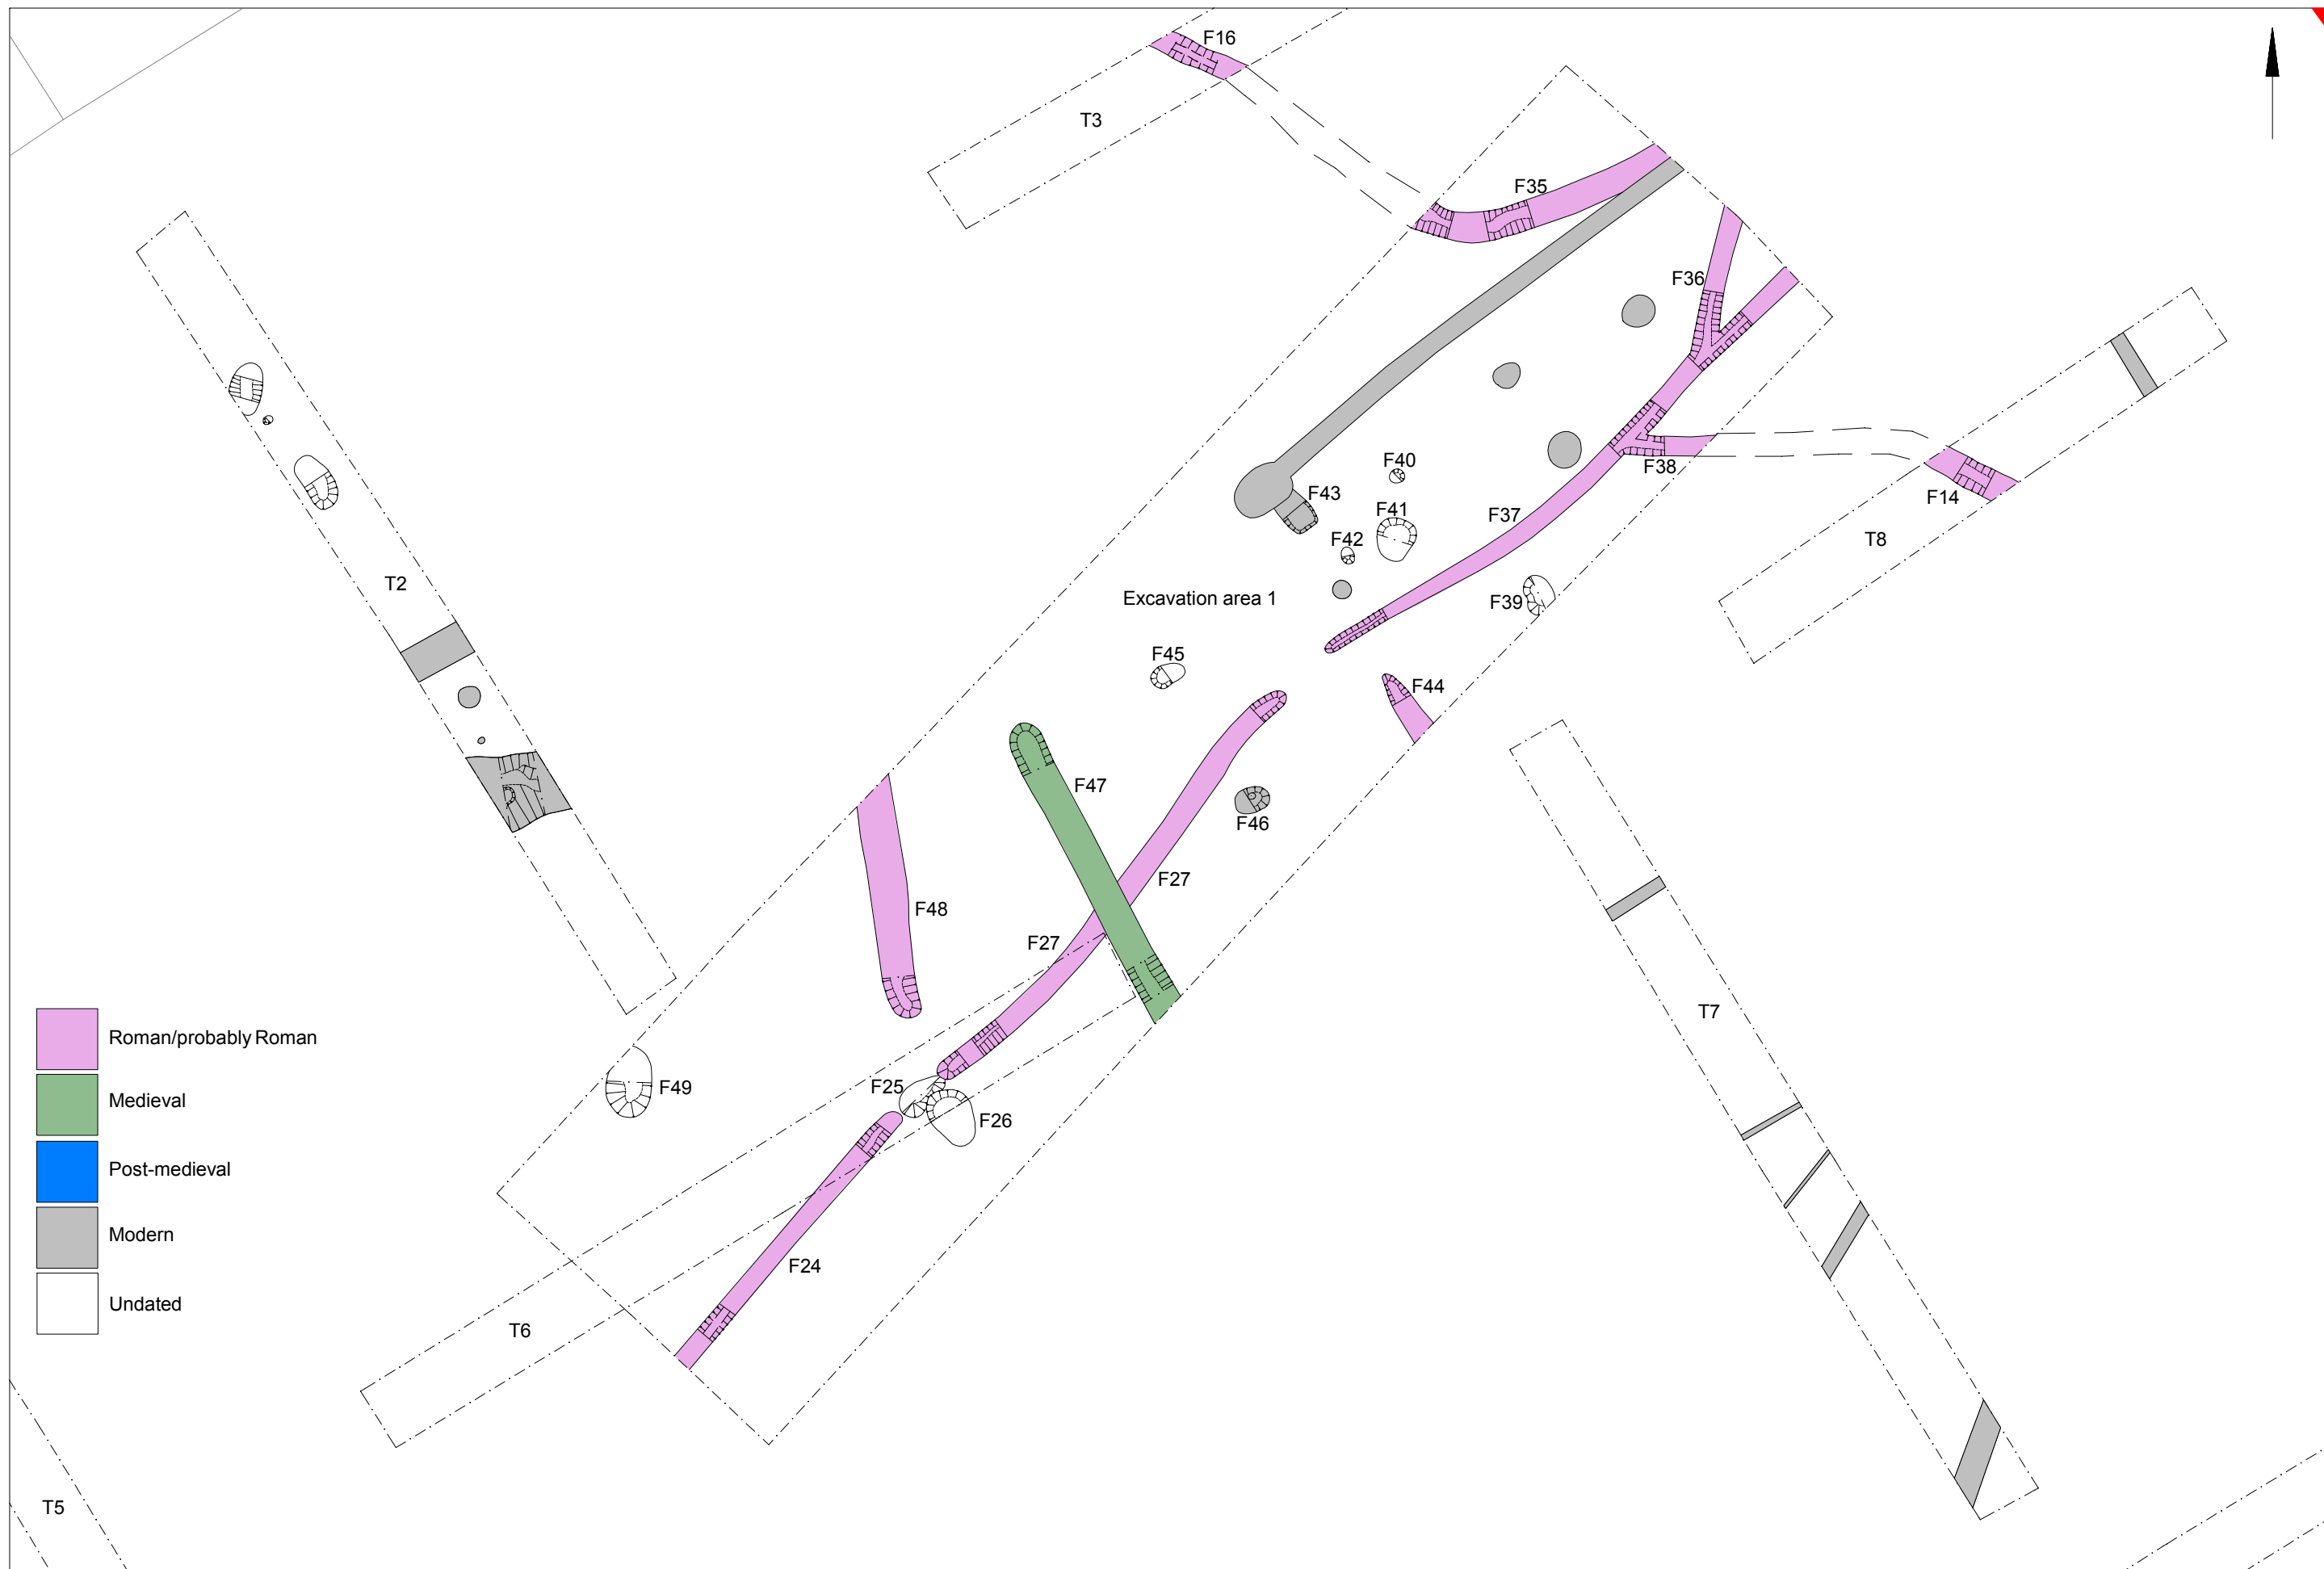 F16
T3
F35
F36
F40
F38
F43
F14
F41
F37
F42
T8
T2
Excavation area 1
F39
F45
F44
F47
F46
F27
F48
F27
T7
Roman/probably Roman
F25
F49
Medieval
F26
Post-medieval
Modern
F24
Undated
T6
T5